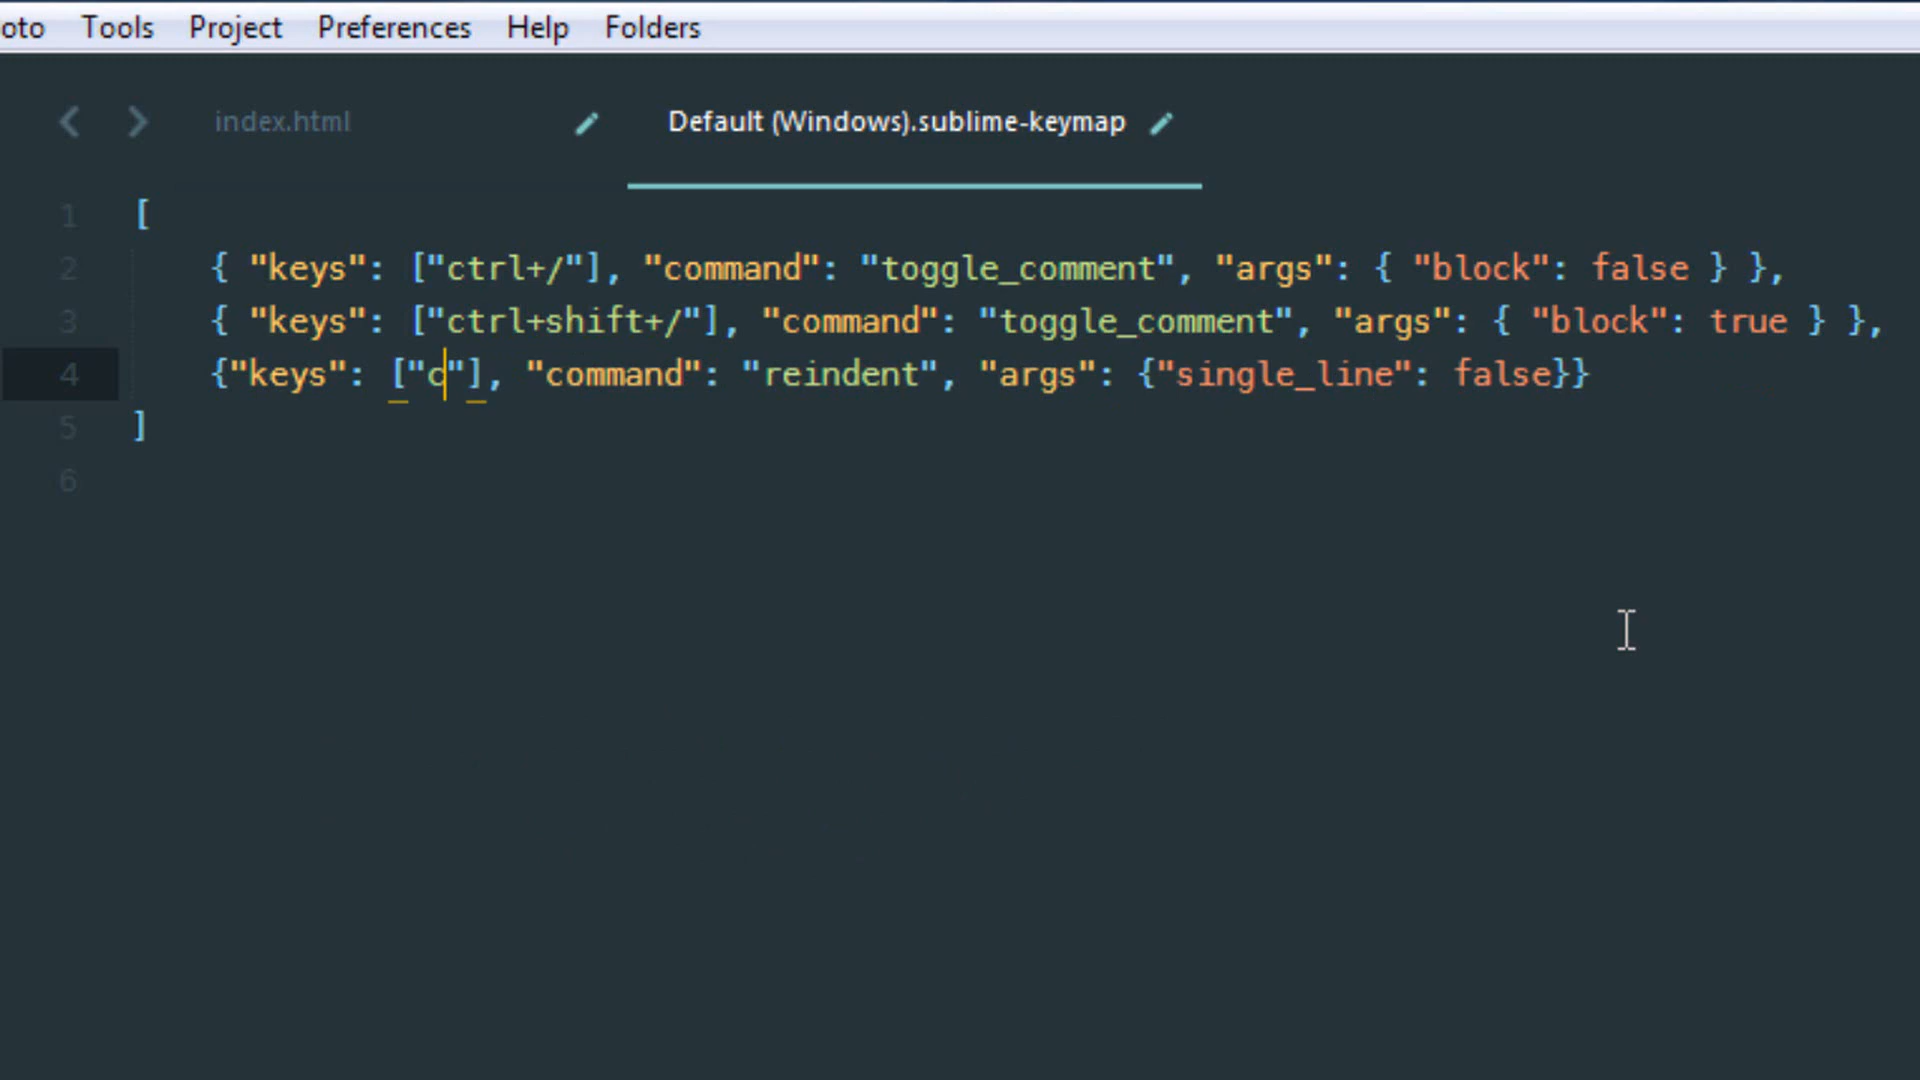 oto Tools Project Preferences Help Folders
index.html Default (Windows).sublime-keymap
1 [
2 { "keys": ["ctrl+/"], "command": "toggle_comment", "args": { "block": false } },
3 { "keys": ["ctrl+shift+/"], "command": "toggle_comment", "args": { "block": true } },
4 {"keys": ["c"], "command": "reindent", "args": {"single_line": false}}
5 ]
6